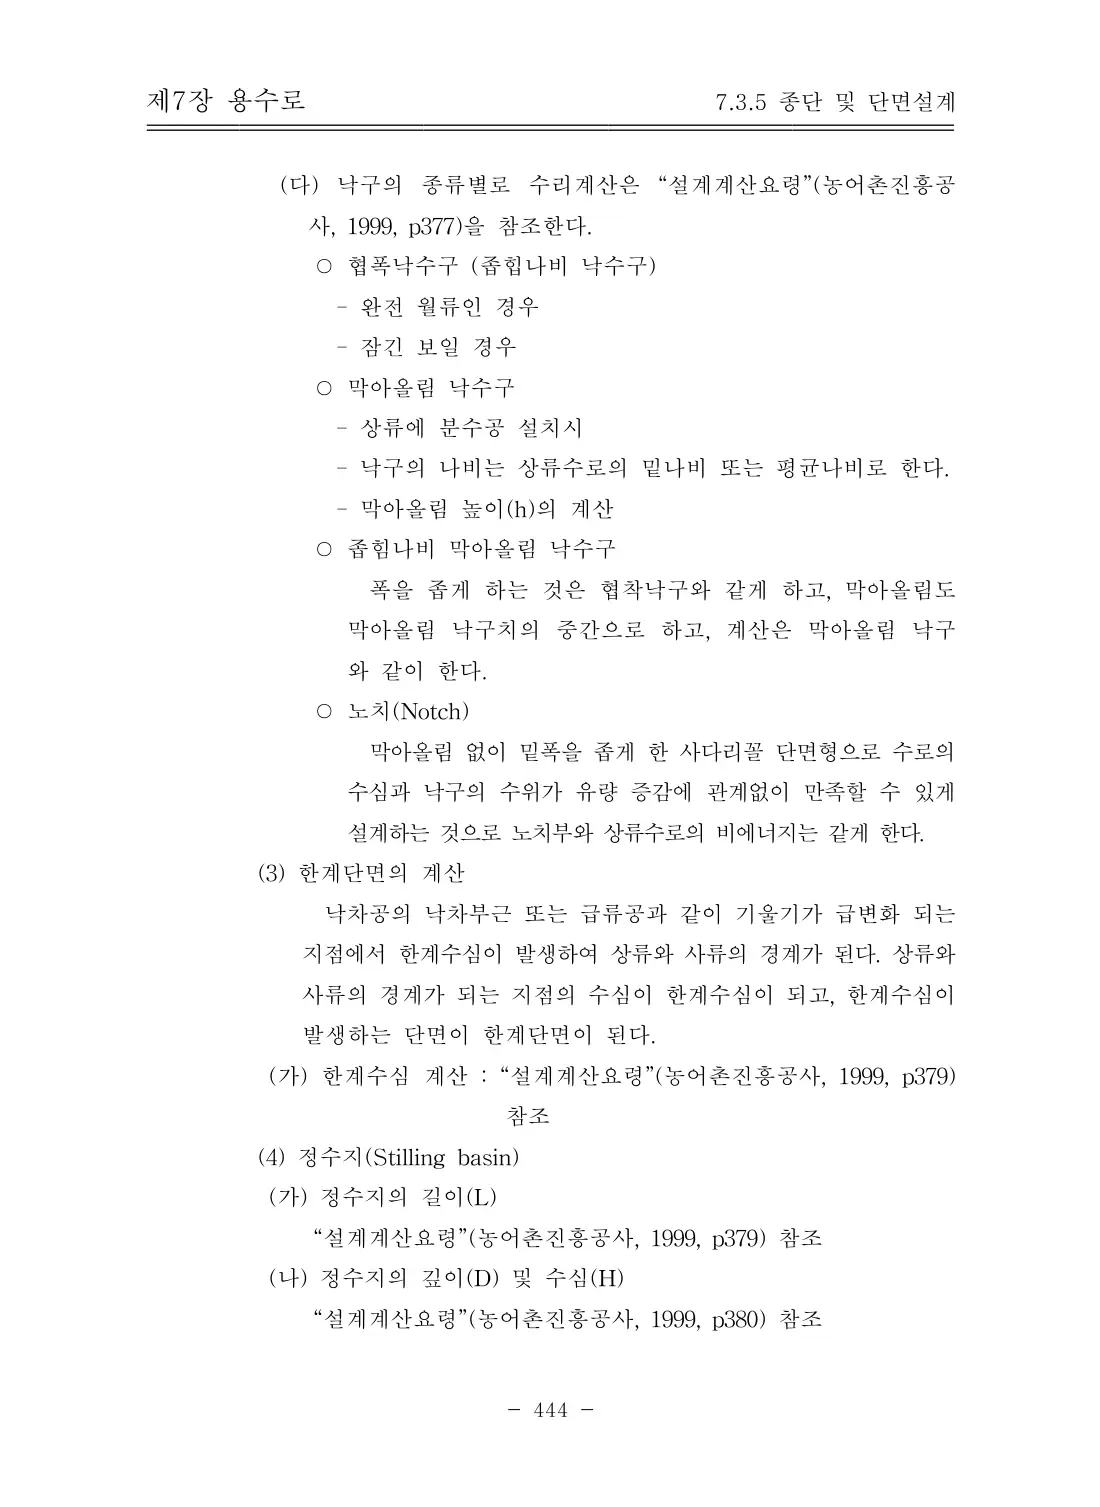 제7장 용수로
7.3.5 종단 및 단면설계
(다) 낙구의 종류별로 수리계산은 “설계계산요령”(농어촌진흥공
사, 1999, p377)을 참조한다.
○ 협폭낙수구 (좁힙나비 낙수구)
- 완전 월류인 경우
- 잠긴 보일 경우
○ 막아올림 낙수구
- 상류에 분수공 설치시
- 낙구의 나비는 상류수로의 밑나비 또는 평균나비로 한다.
- 막아올림 높이(h)의 계산
○ 좁힘나비 막아올림 낙수구
폭을 좁게 하는 것은 협착낙구와 같게 하고, 막아올림도
막아올림 낙구치의 중간으로 하고, 계산은 막아올림 낙구
와 같이 한다.
○ 노치(Notch)
막아올림 없이 밑폭을 좁게 한 사다리꼴 단면형으로 수로의
수심과 낙구의 수위가 유량 증감에 관계없이 만족할 수 있게
설계하는 것으로 노치부와 상류수로의 비에너지는 같게 한다.
(3) 한계단면의 계산
낙차공의 낙차부근 또는 급류공과 같이 기울기가 급변화 되는
지점에서 한계수심이 발생하여 상류와 사류의 경계가 된다. 상류와
사류의 경계가 되는 지점의 수심이 한계수심이 되고, 한계수심이
발생하는 단면이 한계단면이 된다.
(가) 한계수심 계산 : “설계계산요령”(농어촌진흥공사, 1999, p379)
참조
(4) 정수지(Stilling basin)
(가) 정수지의 길이(L)
“설계계산요령”(농어촌진흥공사, 1999, p379) 참조
(나) 정수지의 깊이(D) 및 수심(H)
“설계계산요령”(농어촌진흥공사, 1999, p380) 참조
- 444 -